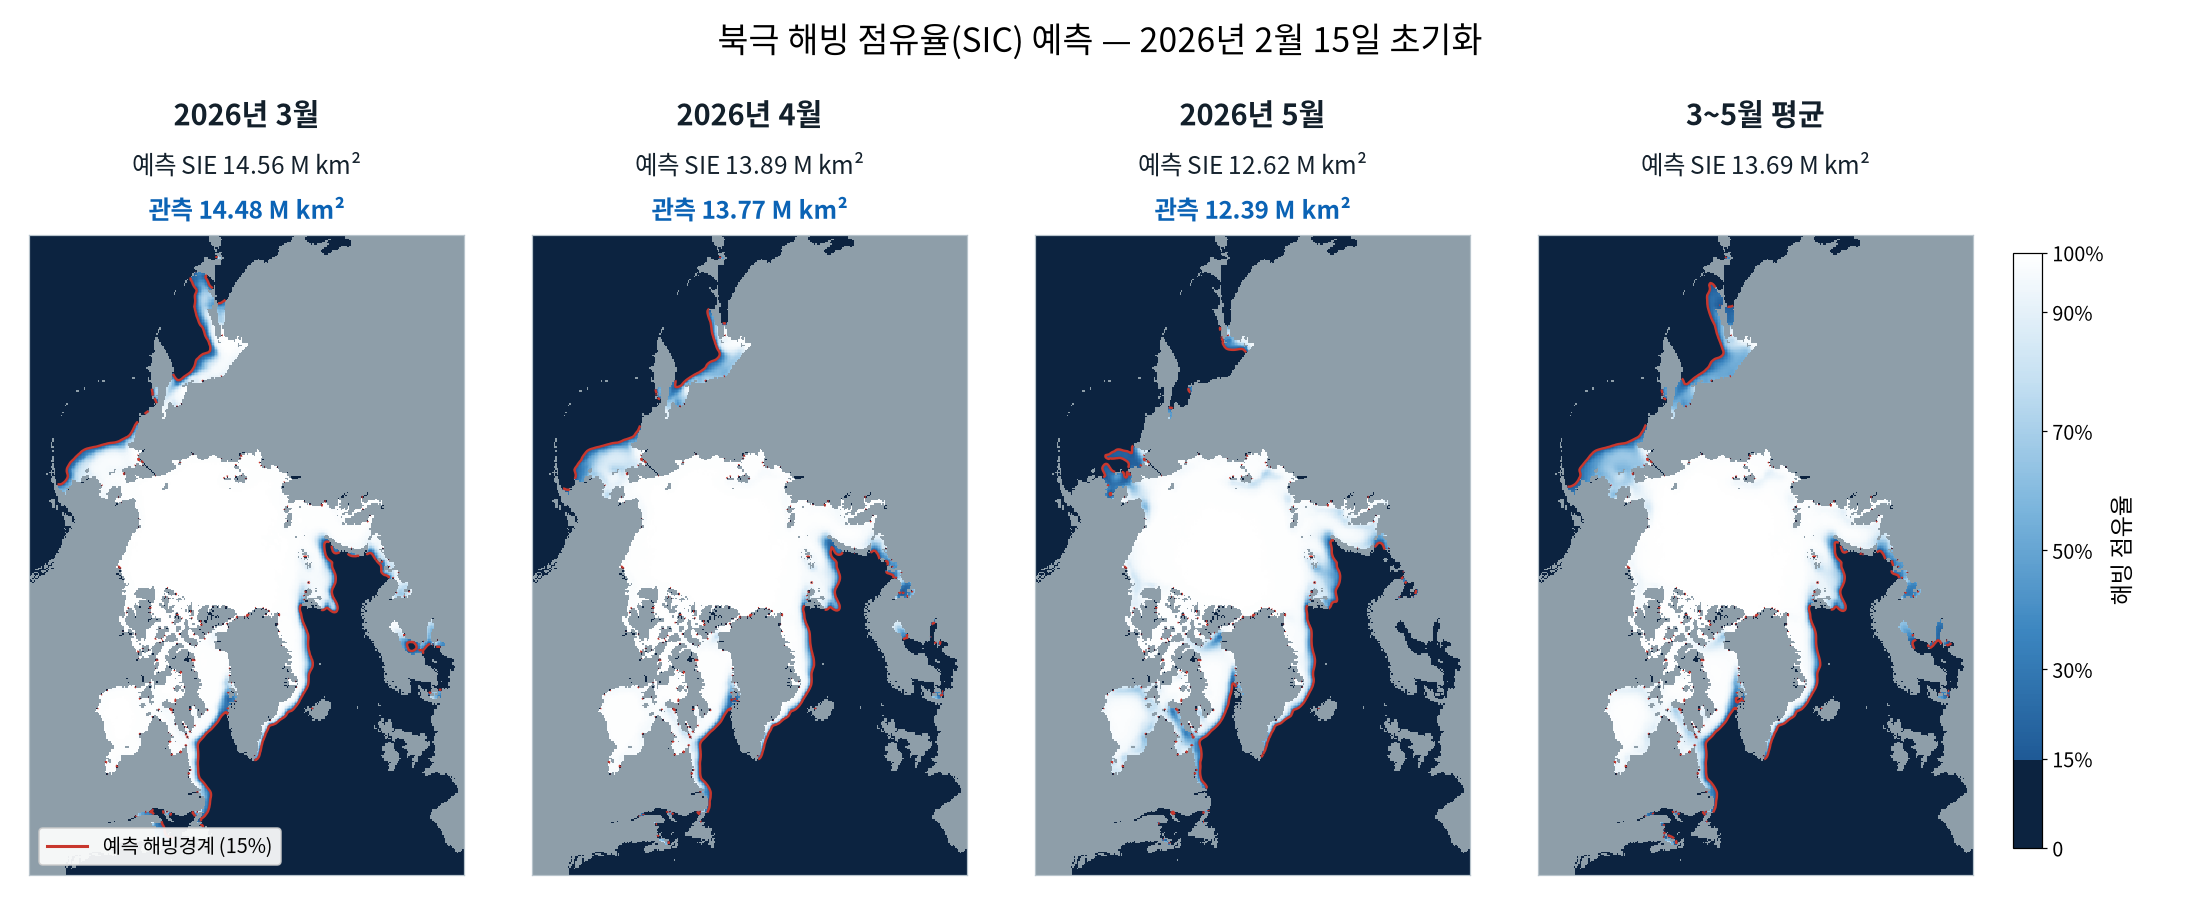 북극 해빙 점유율(SIC) 예측 — 2026년 2월 15일 초기화
2026년 3월
예측 SIE 14.56 M km²
관측 14.48 M km²
2026년 4월
예측 SIE 13.89 M km²
관측 13.77 M km²
2026년 5월
예측 SIE 12.62 M km²
관측 12.39 M km²
3~5월 평균
예측 SIE 13.69 M km²
예측 해빙경계 (15%)
100%
90%
70%
50%
30%
15%
0
해빙 점유율